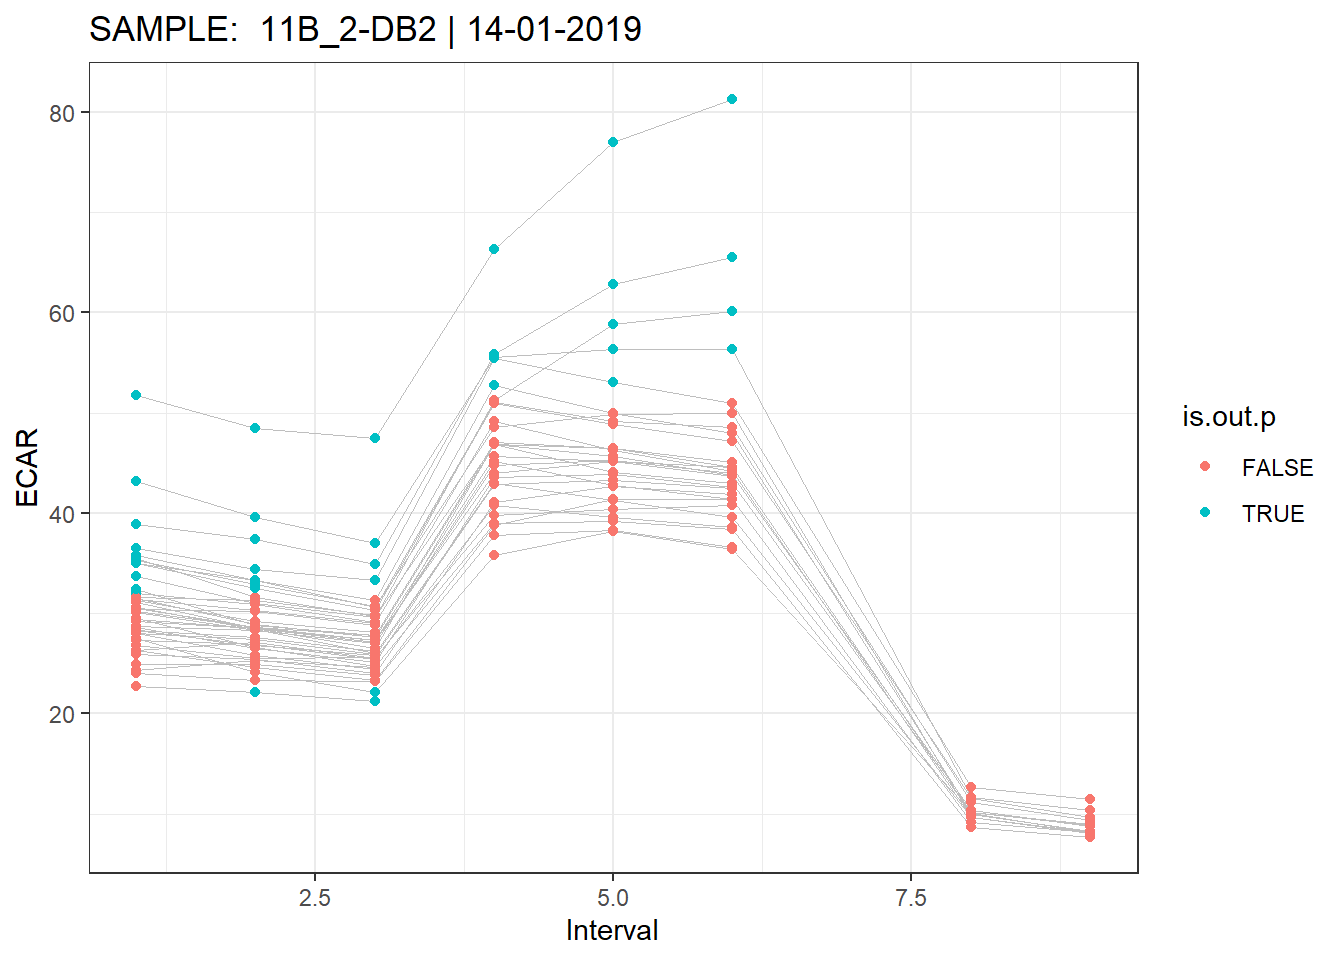 SAMPLE:  11B_2-DB2 | 14-01-2019
80
60
40
20
ECAR
2.5
5.0
7.5
Interval
is.out.p
FALSE
TRUE